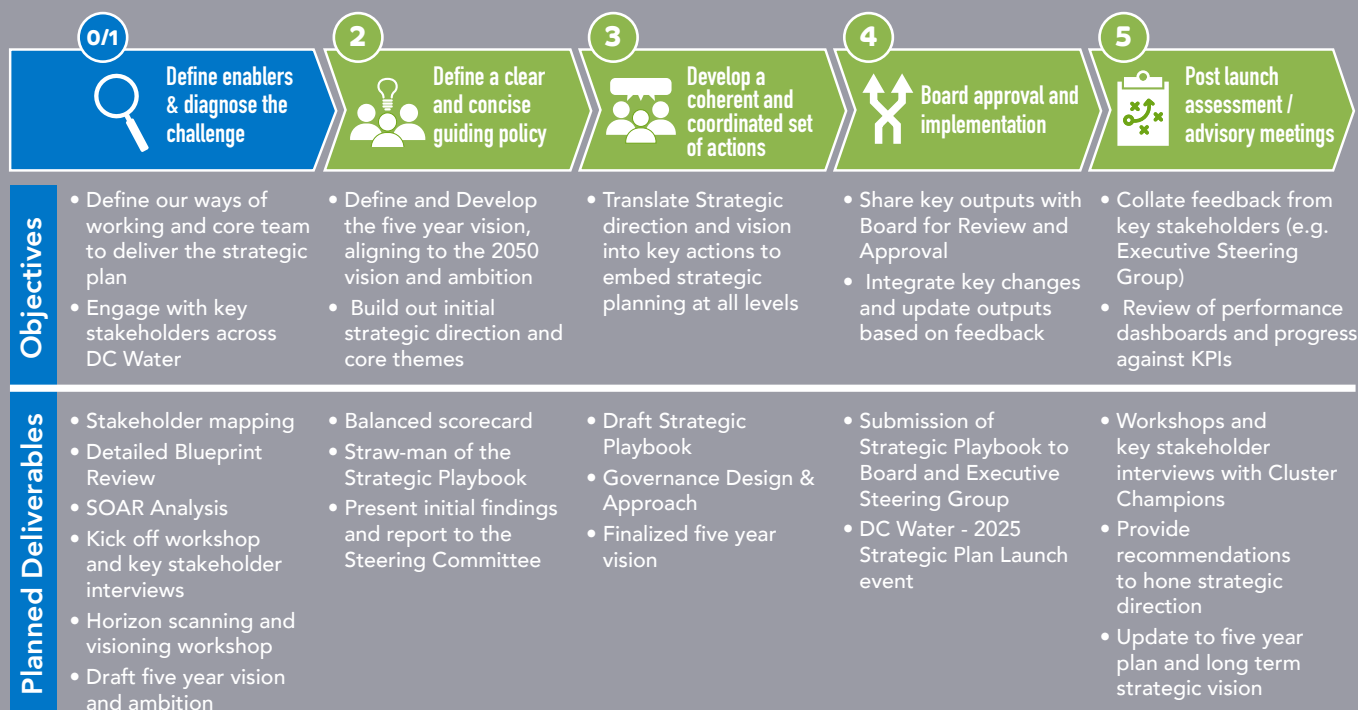 0/1
Define enablers
& diagnose the
challenge
2
Define a clear
and concise
guiding policy
3
Develop a
coherent and
coordinated set
of actions
4
Board approval and
implementation
5
Post launch
assessment /
advisory meetings
Objectives
• Define our ways of
working and core team
to deliver the strategic
plan
• Engage with key
stakeholders across
DC Water
• Define and Develop
the five year vision,
aligning to the 2050
vision and ambition
• Build out initial
strategic direction and
core themes
• Translate Strategic
direction and vision
into key actions to
embed strategic
planning at all levels
• Share key outputs with
Board for Review and
Approval
• Integrate key changes
and update outputs
based on feedback
• Collate feedback from
key stakeholders (e.g.
Executive Steering
Group)
• Review of performance
dashboards and progress
against KPIs
Planned Deliverables
• Stakeholder mapping
• Detailed Blueprint
Review
• SOAR Analysis
• Kick off workshop
and key stakeholder
interviews
• Horizon scanning and
visioning workshop
• Draft five year vision
and ambition
• Balanced scorecard
• Straw-man of the
Strategic Playbook
• Present initial findings
and report to the
Steering Committee
• Draft Strategic
Playbook
• Governance Design &
Approach
• Finalized five year
vision
• Submission of
Strategic Playbook to
Board and Executive
Steering Group
• DC Water - 2025
Strategic Plan Launch
event
• Workshops and
key stakeholder
interviews with Cluster
Champions
• Provide
recommendations
to hone strategic
direction
• Update to five year
plan and long term
strategic vision